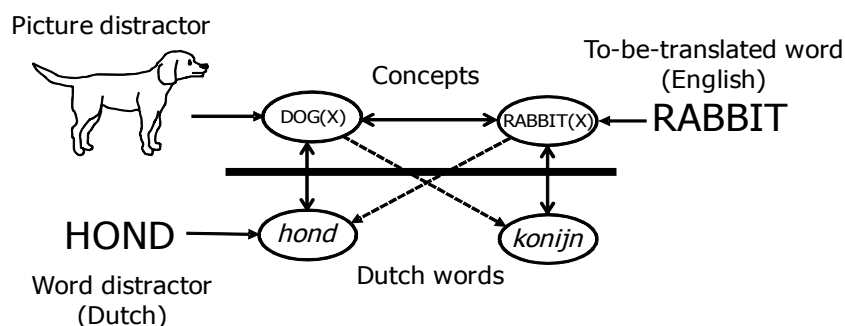 Picture distractor
To-be-translated word
(English)
Concepts
DOG(X)
RABBIT(X)
RABBIT
HOND
hond
konijn
Word distractor
(Dutch)
Dutch words